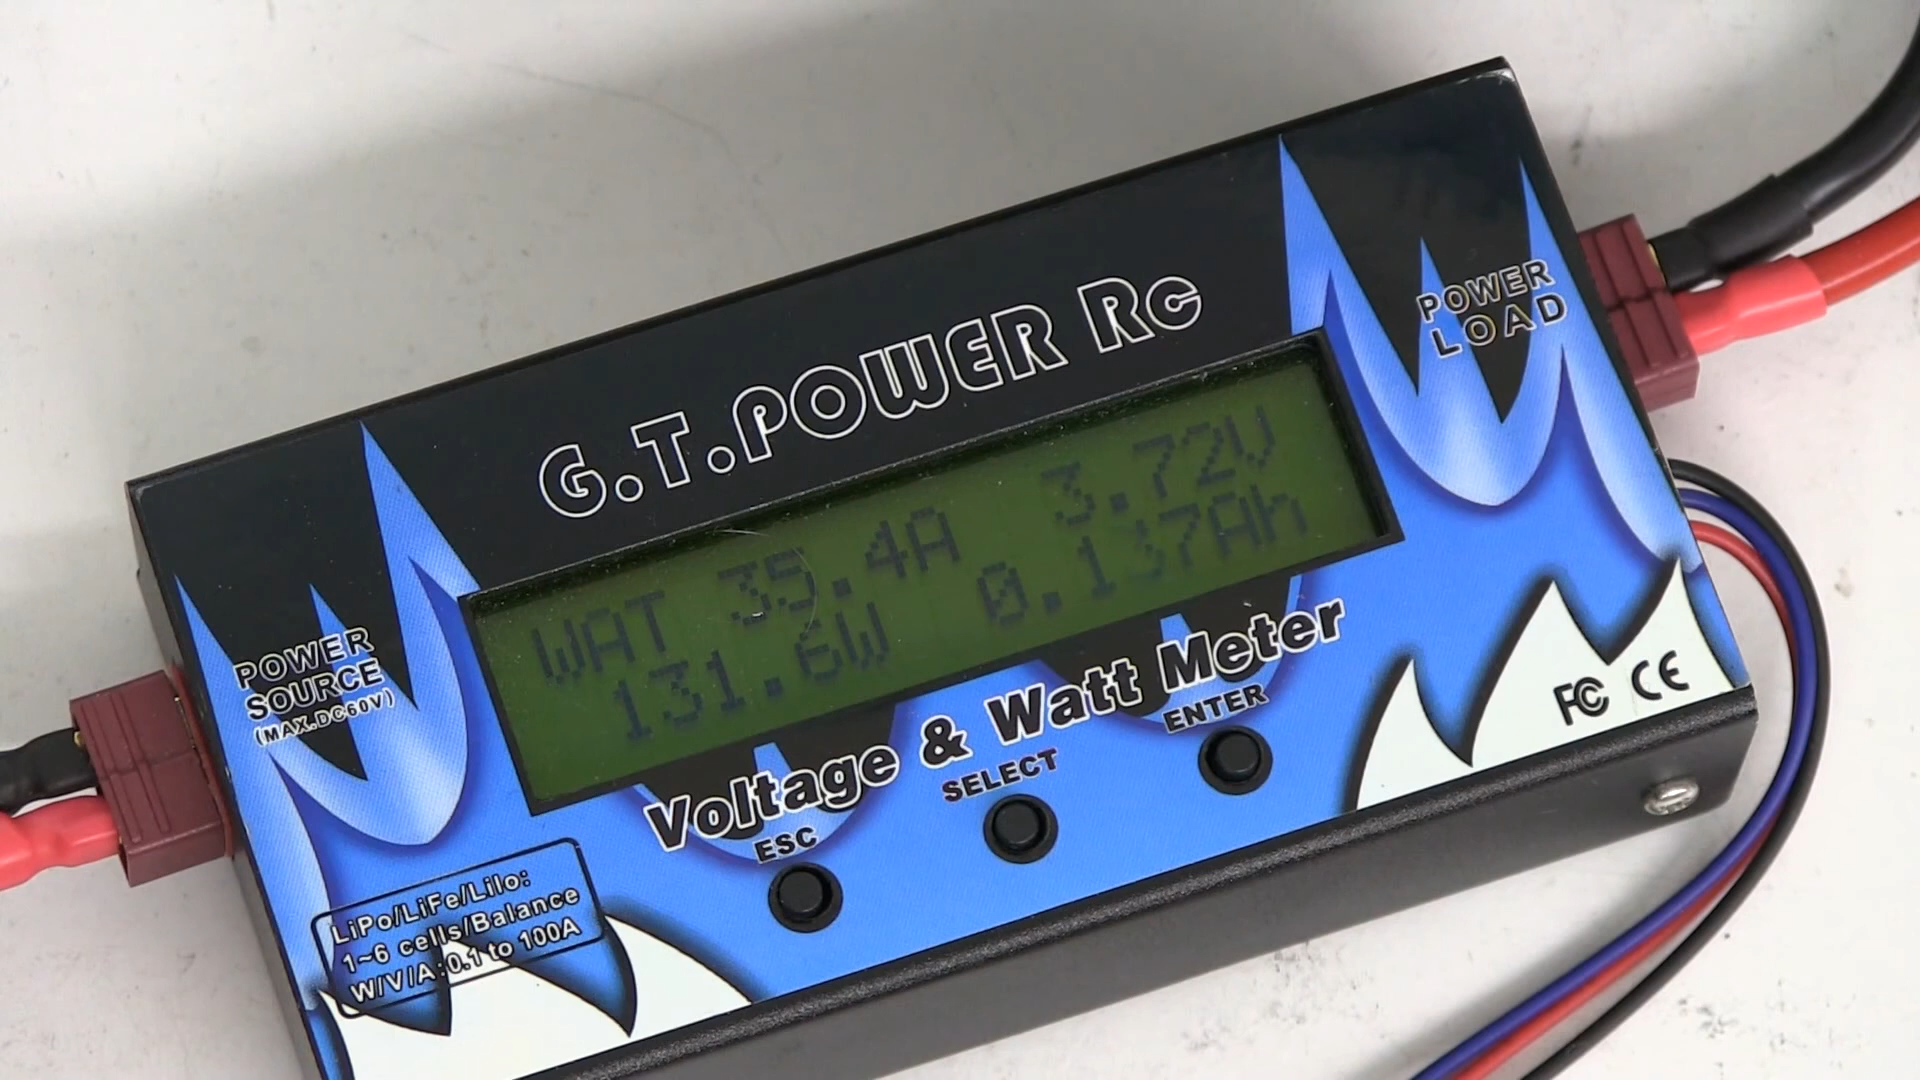 G.T.POWER RC
POWER
LOAD
WAT 35.4A 3.72V
131.6W 0.137Ah
POWER
SOURCE
(MAX.DC60V)
Voltage & Watt Meter
ESC
SELECT
ENTER
FC CE
LiPo/LiFe/LiIo:
1~6 cells/Balance
W/V/A:0.1 to 100A